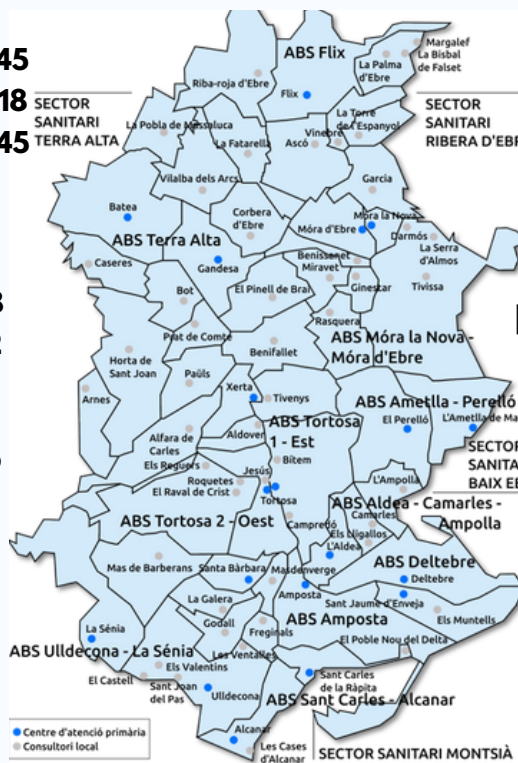 45
18
45
ABS Flix
Margalef
La Bisbal
de Falset
La Palma
d'Ebre
Riba-roja d'Ebre
Flix
SECTOR
SANITARI
TERRA ALTA
SECTOR
SANITARI
RIBERA D'EBR
La Pobla de Massaluca
La Fatarella
Ascó
Vinebre
La Torre
de l'Espanyol
Vilalba dels Arcs
Garcia
Batea
Corbera
d'Ebre
Móra d'Ebre
Móra la Nova
Darmós
La Serra
d'Almos
ABS Terra Alta
Gandesa
Caseres
Benissenet
Miravet
Ginestar
Tivissa
Bot
El Pinell de Brai
Rasquera
Prat de Comte
ABS Móra la Nova -
Móra d'Ebre
Benifallet
Horta de
Sant Joan
Paüls
Arnes
Xerta
Tivenys
ABS Ametlla - Perelló
El Perelló
L'Ametlla de Ma
Aldover
ABS Tortosa
1 - Est
Alfara de
Carles
Els Reguers
Bítem
SECTOR
SANITA
BAIX EB
Jesús
Roquetes
El Raval de Crist
Tortosa
L'Ampolla
ABS Aldea - Camarles -
Ampolla
Camarles
Campredó
Els Lligallos
L'Aldea
ABS Tortosa 2 - Oest
Mas de Barberans
Santa Bàrbara
Masdenverge
ABS Deltebre
Deltebre
Amposta
Sant Jaume d'Enveja
Els Muntells
La Galera
Godall
Freginals
ABS Amposta
El Poble Nou del Delta
La Sénia
ABS Ulldecona - La Sénia
Les Ventalles
Els Valentins
El Castell
Sant Joan
del Pas
Ulldecona
Sant Carles
de la Ràpita
ABS Sant Carles - Alcanar
Alcanar
Les Cases
d'Alcanar
SECTOR SANITARI MONTSIÀ
Centre d'atenció primària
Consultori local